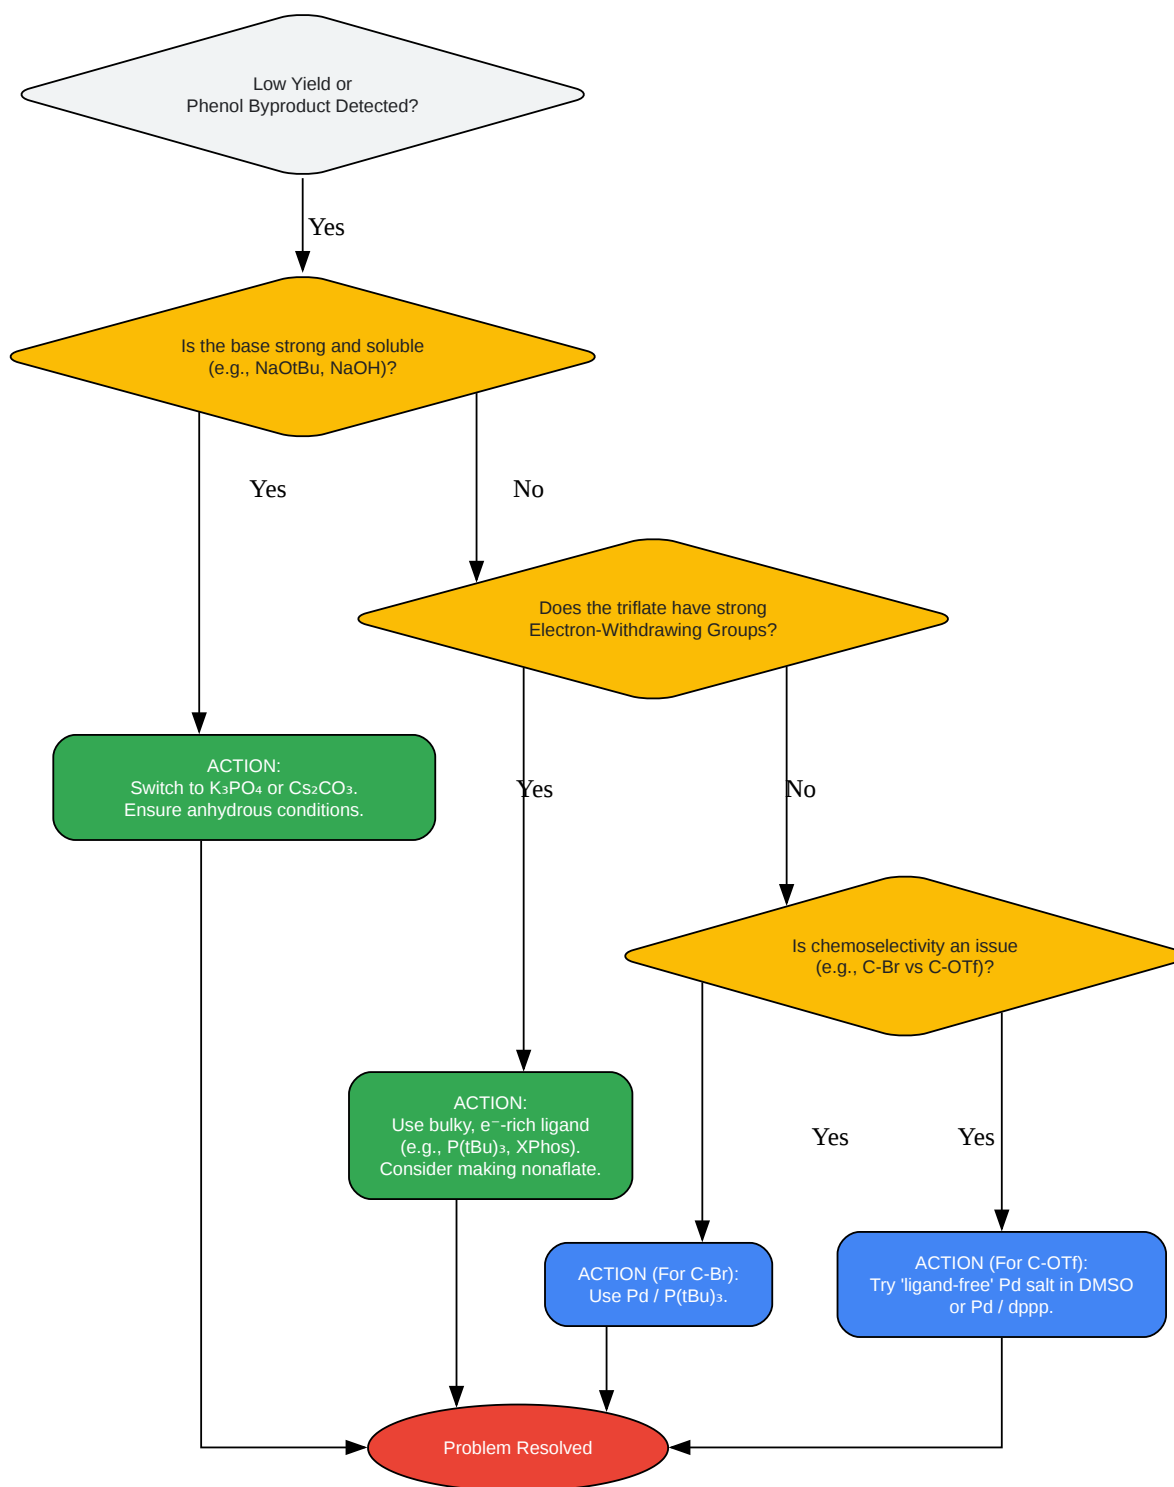 Low Yield or
Phenol Byproduct Detected?
Yes
Is the base strong and soluble
(e.g., NaOtBu, NaOH)?
Yes
No
Does the triflate have strong
Electron-Withdrawing Groups?
ACTION:
Switch to K₃PO₄ or Cs₂CO₃.
Ensure anhydrous conditions.
Yes
No
Is chemoselectivity an issue
(e.g., C-Br vs C-OTf)?
ACTION:
Use bulky, e⁻-rich ligand
(e.g., P(tBu)₃, XPhos).
Consider making nonaflate.
Yes
Yes
ACTION (For C-Br):
Use Pd / P(tBu)₃.
ACTION (For C-OTf):
Try 'ligand-free' Pd salt in DMSO
or Pd / dppp.
Problem Resolved